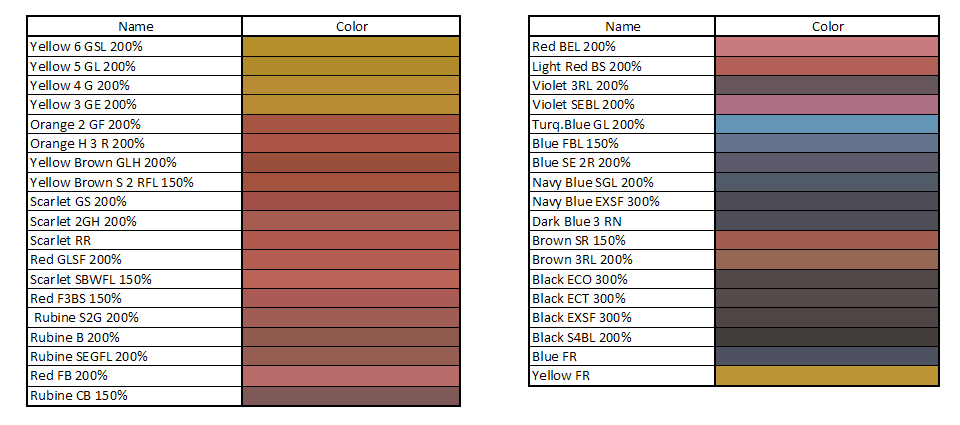 Name Color
Yellow 6 GSL 200%
Yellow 5 GL 200%
Yellow 4 G 200%
Yellow 3 GE 200%
Orange 2 GF 200%
Orange H 3 R 200%
Yellow Brown GLH 200%
Yellow Brown S 2 RFL 150%
Scarlet GS 200%
Scarlet 2GH 200%
Scarlet RR
Red GLSF 200%
Scarlet SBWFL 150%
Red F3BS 150%
Rubine S2G 200%
Rubine B 200%
Rubine SEGFL 200%
Red FB 200%
Rubine CB 150%
Name Color
Red BEL 200%
Light Red BS 200%
Violet 3RL 200%
Violet SEBL 200%
Turq.Blue GL 200%
Blue FBL 150%
Blue SE 2R 200%
Navy Blue SGL 200%
Navy Blue EXSF 300%
Dark Blue 3 RN
Brown SR 150%
Brown 3RL 200%
Black ECO 300%
Black ECT 300%
Black EXSF 300%
Black S4BL 200%
Blue FR
Yellow FR